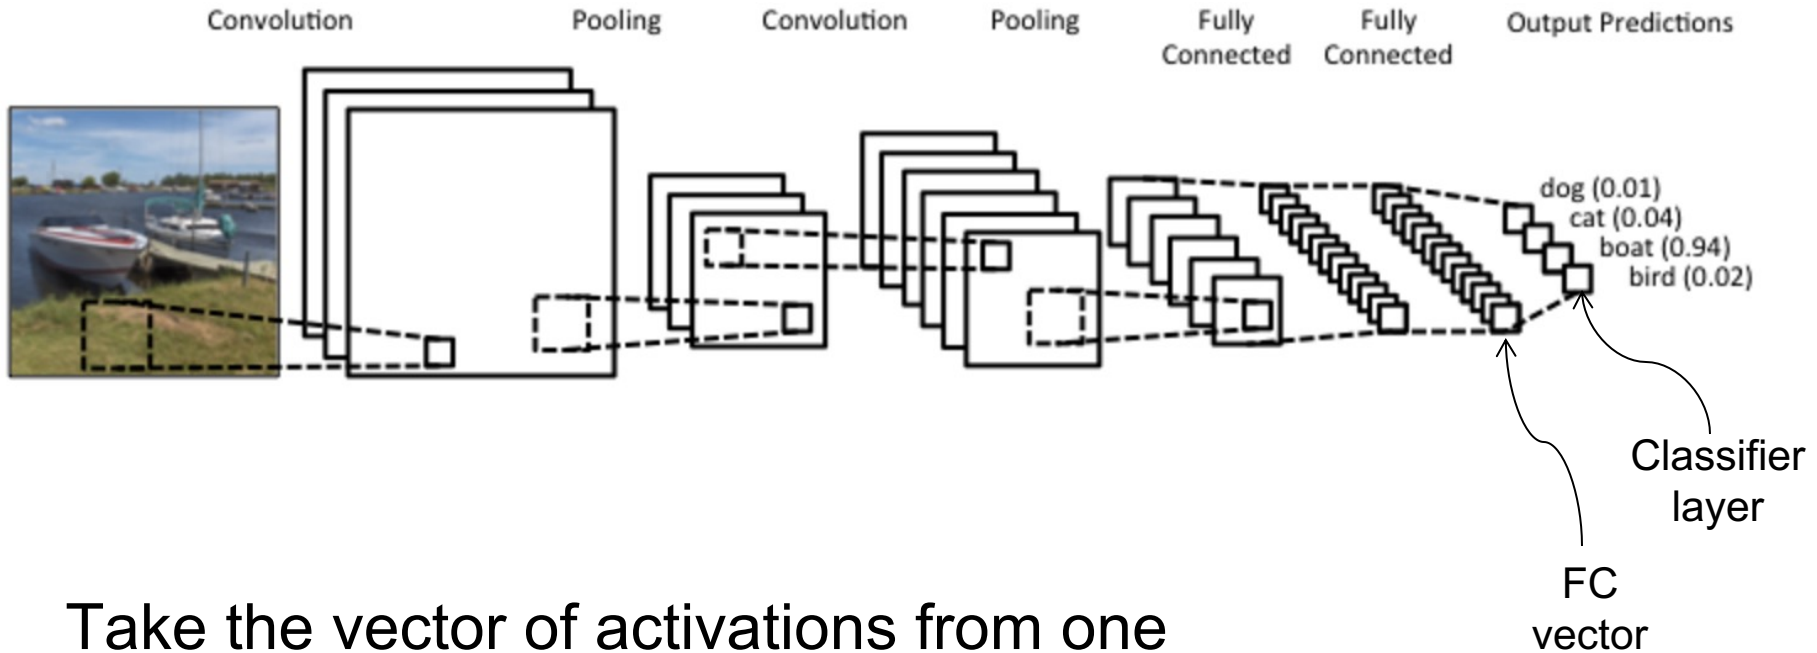 Convolution
Pooling
Convolution
Pooling
Fully
Connected
Fully
Connected
Output Predictions
dog (0.01)
cat (0.04)
boat (0.94)
bird (0.02)
Classifier
layer
FC
vector
Take the vector of activations from one